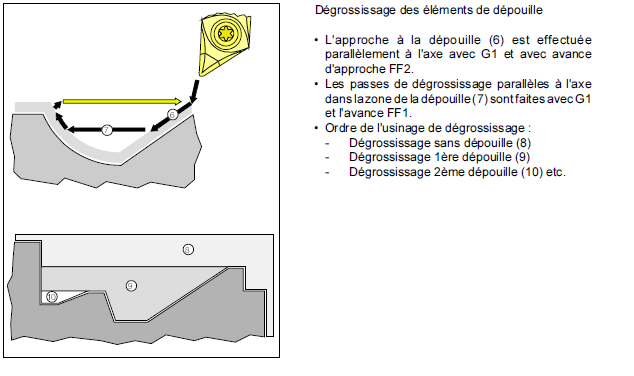 Dégrossissage des éléments de dépouille
• L'approche à la dépouille (6) est effectuée
parallèlement à l'axe avec G1 et avec avance
d'approche FF2.
• Les passes de dégrossissage parallèles à l'axe
dans lazone de la dépouille (7) sont faites avec G1
et l'avance FF1.
• Ordre de l'usinage de dégrossissage :
- Dégrossissage sans dépouille (8)
- Dégrossissage 1ère dépouille (9)
- Dégrossissage 2ème dépouille (10) etc.
6
7
8
9
10